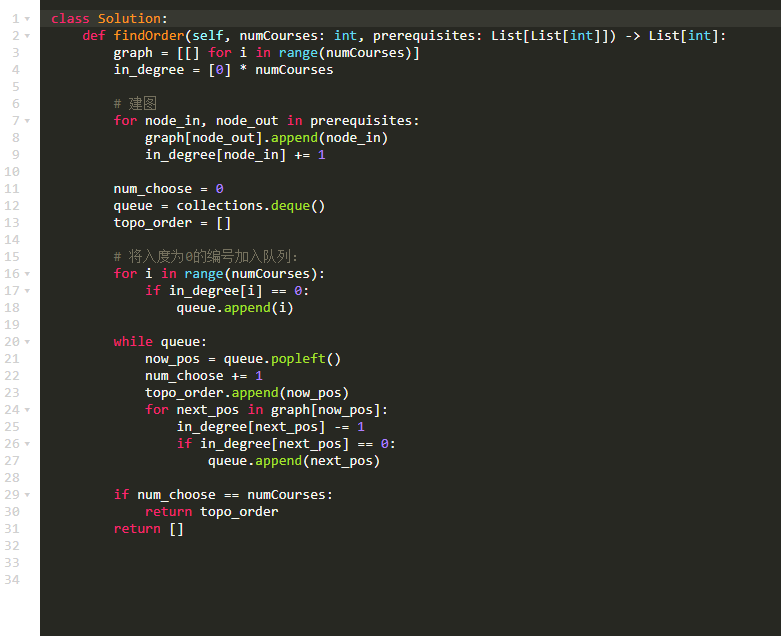 1 class Solution:
2     def findOrder(self, numCourses: int, prerequisites: List[List[int]]) -> List[int]:
3         graph = [[] for i in range(numCourses)]
4         in_degree = [0] * numCourses
5
6         # 建图
7         for node_in, node_out in prerequisites:
8             graph[node_out].append(node_in)
9             in_degree[node_in] += 1
10
11         num_choose = 0
12         queue = collections.deque()
13         topo_order = []
14
15         # 将入度为0的编号加入队列:
16         for i in range(numCourses):
17             if in_degree[i] == 0:
18                 queue.append(i)
19
20         while queue:
21             now_pos = queue.popleft()
22             num_choose += 1
23             topo_order.append(now_pos)
24             for next_pos in graph[now_pos]:
25                 in_degree[next_pos] -= 1
26                 if in_degree[next_pos] == 0:
27                     queue.append(next_pos)
28
29         if num_choose == numCourses:
30             return topo_order
31         return []
32
33
34